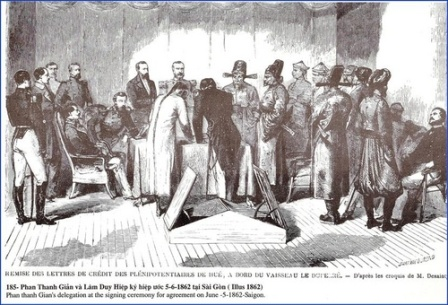 REMISE DES LETTRES DE CRÉDIT DES PLÉNIPOTENTIAIRES DE HUÉ, A BORD DU VAISSEAU LE DUPERRÉ. — D'après les croquis de M.
185- Phan Thanh Giãn và Lâm Duy Hiệp ký hiệp ước 5-6-1862 tại Sài Gòn ( Illus 1862)
Phan thanh Gian's delegation at the signing ceremony for agreement on June -5-1862-Saigon.